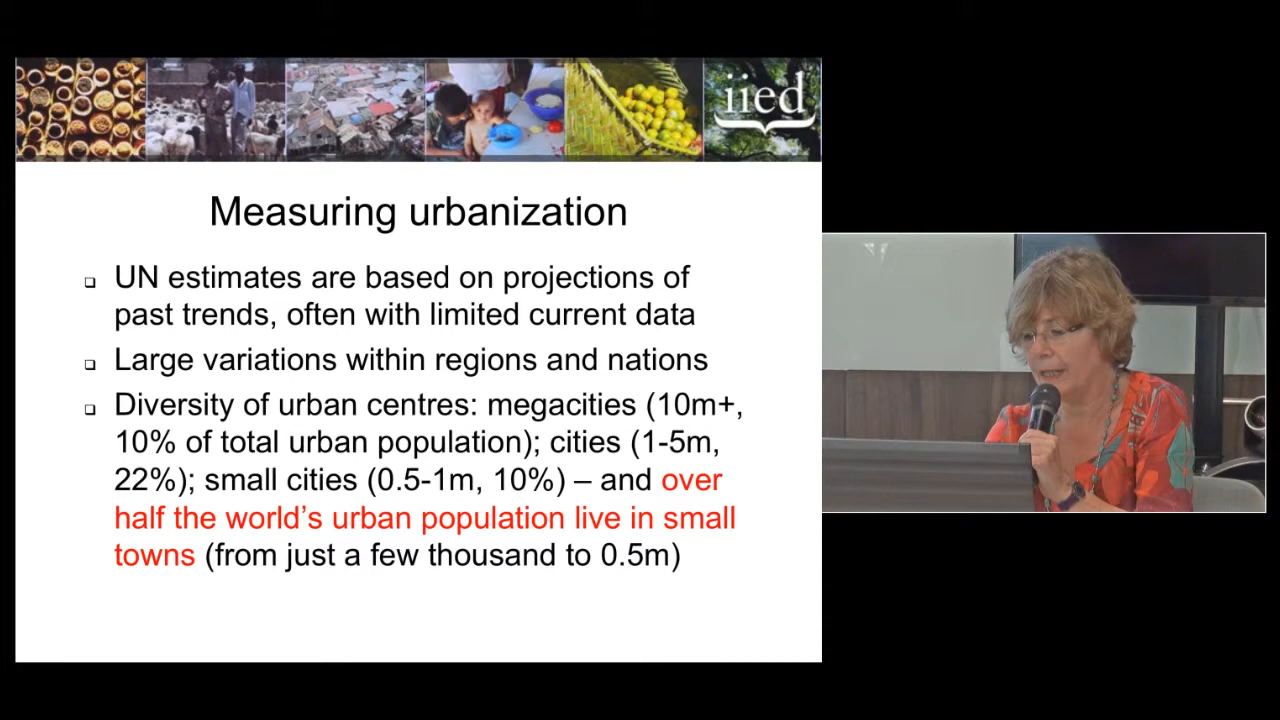 iied
Measuring urbanization
❑ UN estimates are based on projections of
past trends, often with limited current data
❑ Large variations within regions and nations
❑ Diversity of urban centres: megacities (10m+,
10% of total urban population); cities (1-5m,
22%); small cities (0.5-1m, 10%) – and over
half the world’s urban population live in small
towns (from just a few thousand to 0.5m)